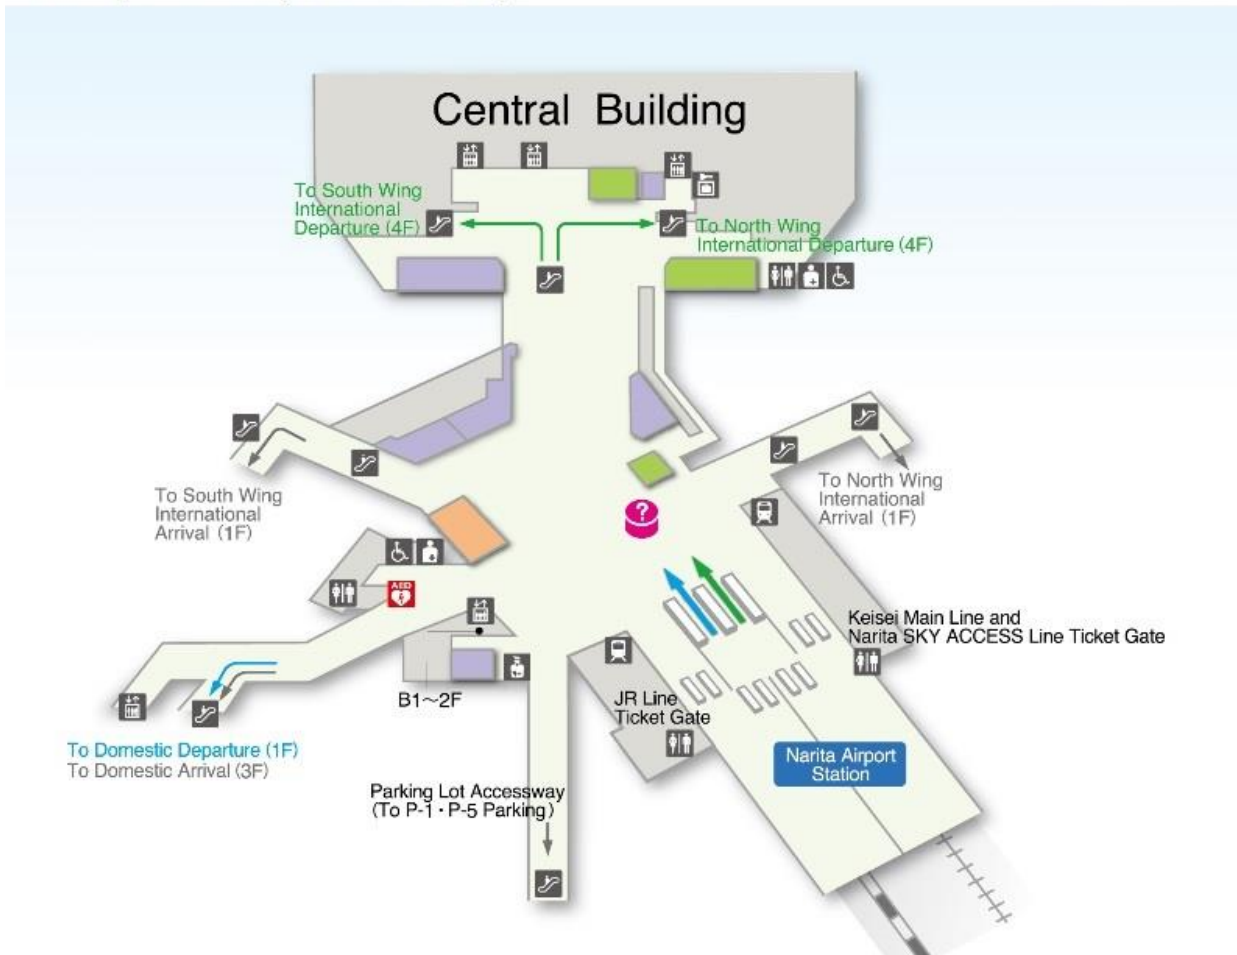 Central Building
To South Wing
International
Departure (4F)
To North Wing
International Departure (4F)
?
To South Wing
International
Arrival (1F)
To North Wing
International
Arrival (1F)
AED
Keisei Main Line and
Narita SKY ACCESS Line Ticket Gate
B1～2F
JR Line
Ticket Gate
To Domestic Departure (1F)
To Domestic Arrival (3F)
Narita Airport
Station
Parking Lot Accessway
(To P-1・P-5 Parking)